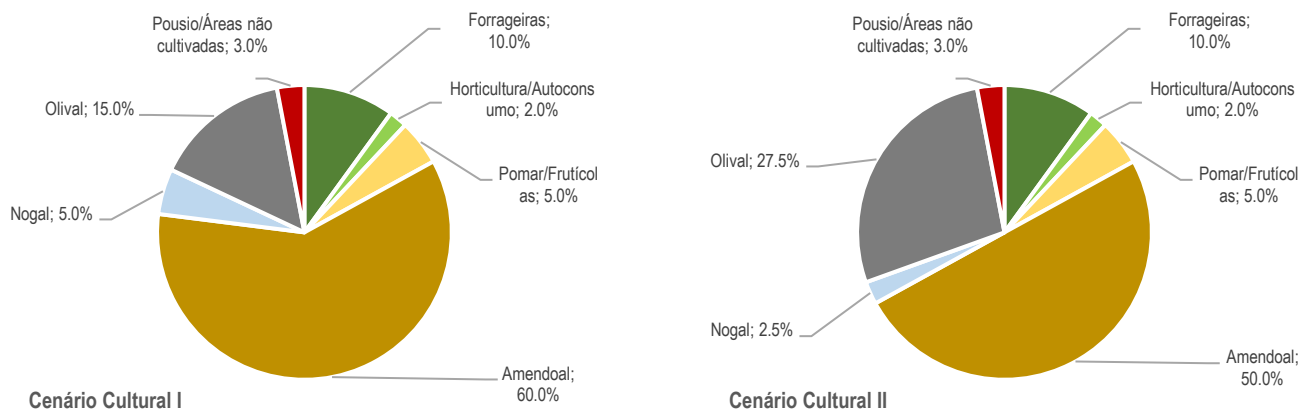 Pousio/Áreas não
cultivadas; 3.0%
Forrageiras;
10.0%
Horticultura/Autocons
umo; 2.0%
Olival; 15.0%
Pomar/Frutícol
as; 5.0%
Nogal; 5.0%
Amendoal;
60.0%
Cenário Cultural I
Pousio/Áreas não
cultivadas; 3.0%
Forrageiras;
10.0%
Horticultura/Autocons
umo; 2.0%
Olival; 27.5%
Pomar/Frutícol
as; 5.0%
Nogal; 2.5%
Amendoal;
50.0%
Cenário Cultural II